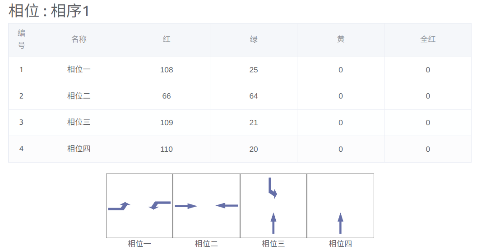 相位 : 相序1
编号 名称 红 绿 黄 全红
1 相位一 108 25 0 0
2 相位二 66 64 0 0
3 相位三 109 21 0 0
4 相位四 110 20 0 0
相位一 相位二 相位三 相位四